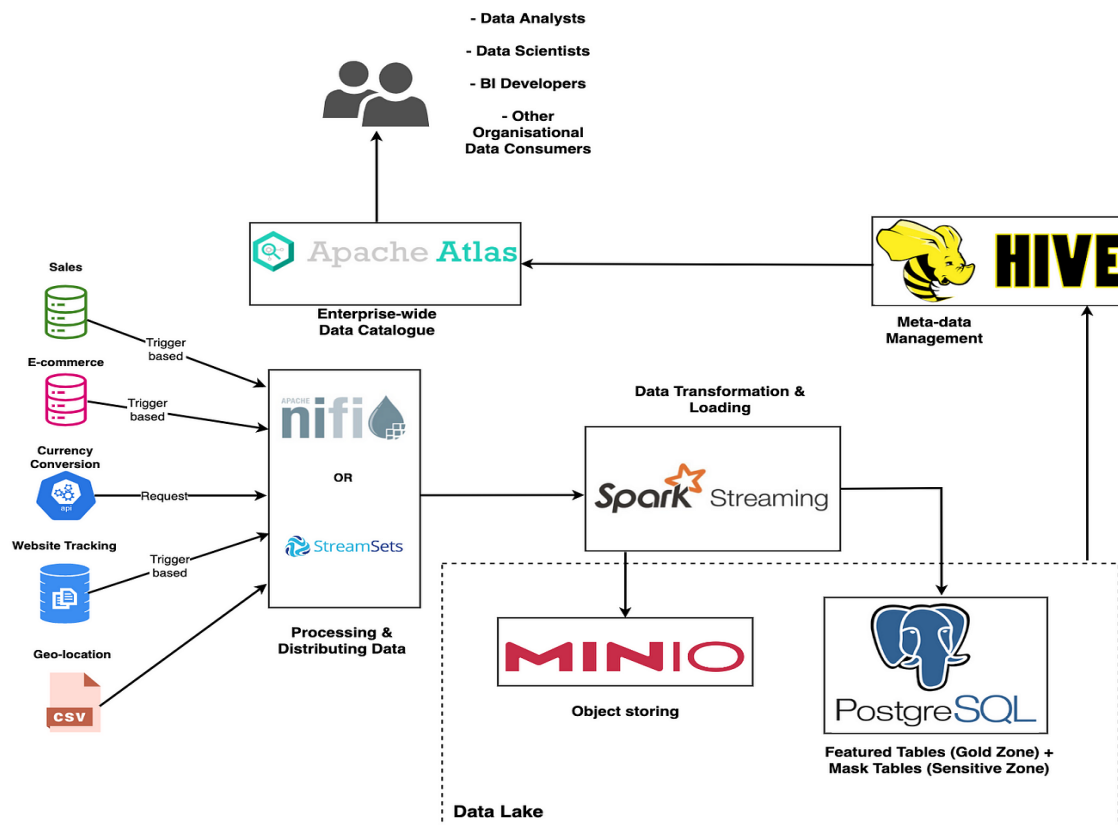 - Data Analysts
- Data Scientists
- BI Developers
- Other
Organisational
Data Consumers
Apache Atlas
Enterprise-wide
Data Catalogue
HIVE
Meta-data
Management
Sales
Trigger
based
E-commerce
Trigger
based
Currency
Conversion
api
Request
Website Tracking
Trigger
based
Geo-location
CSV
APACHE
nifi
OR
StreamSets
Processing &
Distributing Data
Data Transformation &
Loading
Spark Streaming
MINIO
Object storing
PostgreSQL
Featured Tables (Gold Zone) +
Mask Tables (Sensitive Zone)
Data Lake